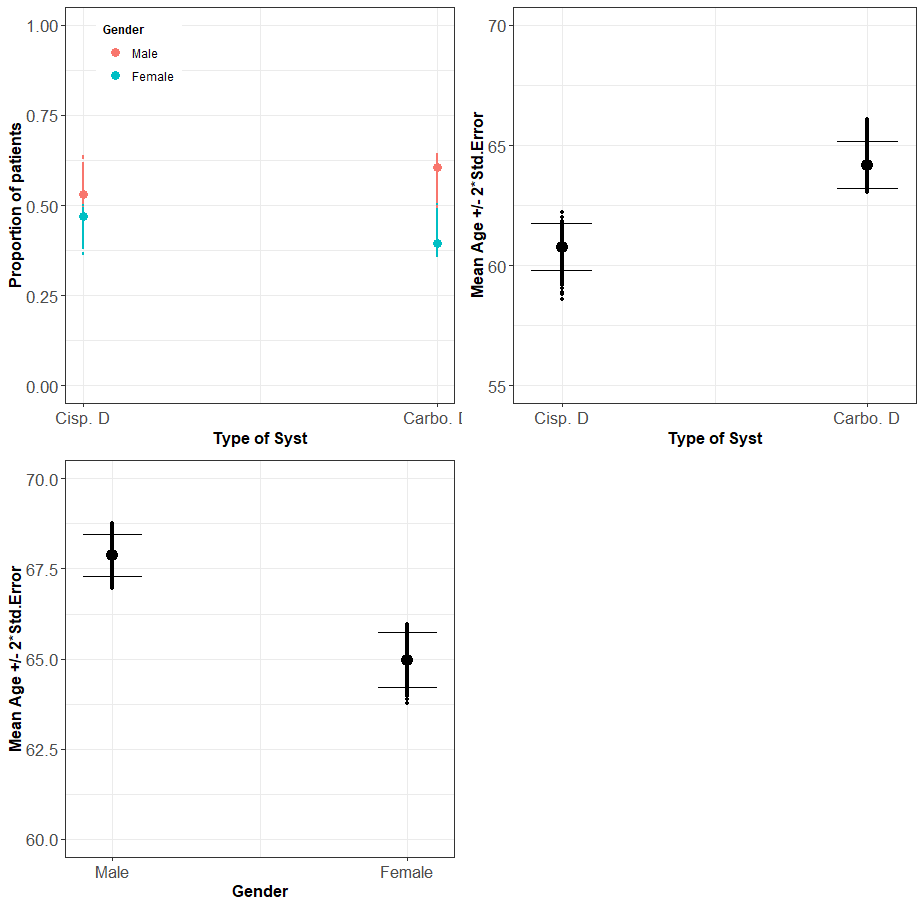 Gender
Male
Female
1.00
0.75
0.50
0.25
0.00
Proportion of patients
Cisp. D
Carbo. D
Type of Syst
70
65
60
55
Mean Age +/- 2*Std.Error
Cisp. D
Carbo. D
Type of Syst
70.0
67.5
65.0
62.5
60.0
Mean Age +/- 2*Std.Error
Male
Female
Gender